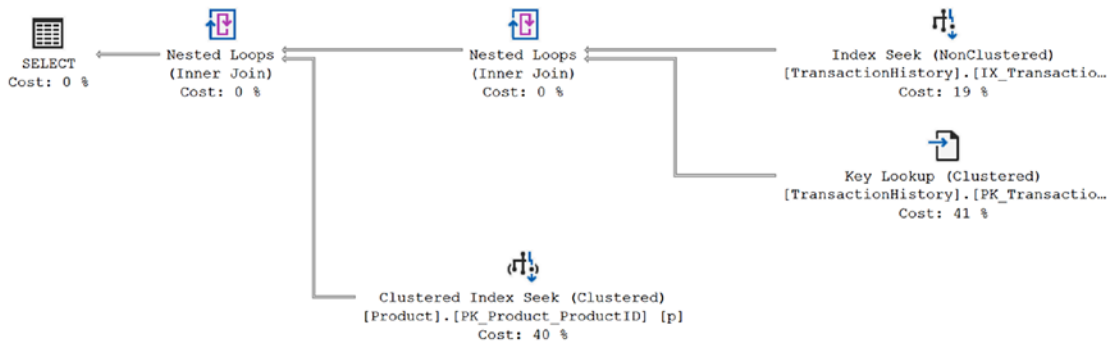 SELECT
Cost: 0 %
Nested Loops
(Inner Join)
Cost: 0 %
Nested Loops
(Inner Join)
Cost: 0 %
Index Seek (NonClustered)
[TransactionHistory].[IX_Transactio…
Cost: 19 %
Key Lookup (Clustered)
[TransactionHistory].[PK_Transactio…
Cost: 41 %
Clustered Index Seek (Clustered)
[Product].[PK_Product_ProductID] [p]
Cost: 40 %